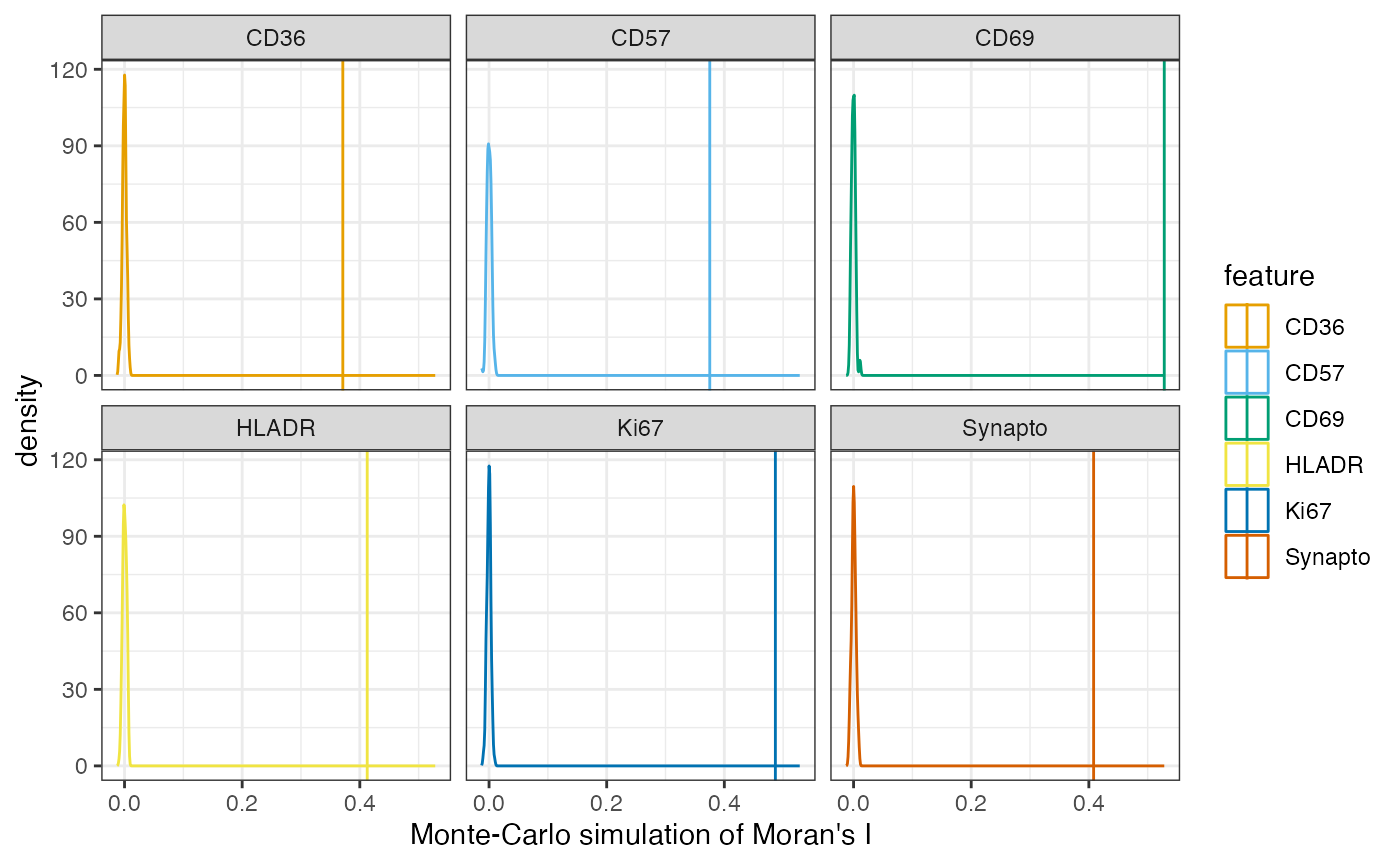 CD36 CD57 CD69
120
90
60
30
0
HLADR Ki67 Synapto
120
90
60
30
0
0.0 0.2 0.4 0.0 0.2 0.4 0.0 0.2 0.4
Monte-Carlo simulation of Moran's I
density
feature
CD36
CD57
CD69
HLADR
Ki67
Synapto